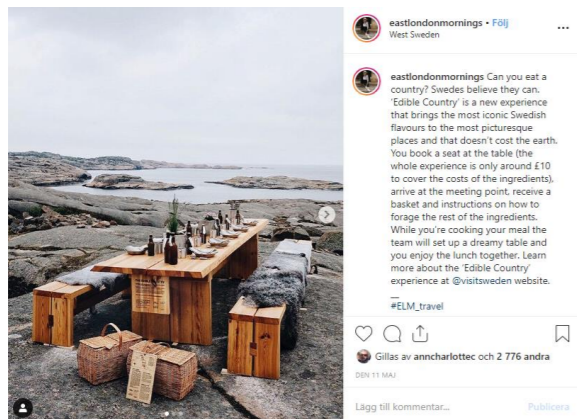 eastlondonmornings • Följ
West Sweden
eastlondonmornings Can you eat a
country? Swedes believe they can.
'Edible Country' is a new experience
that brings the most iconic Swedish
flavours to the most picturesque
places and that doesn't cost the earth.
You book a seat at the table (the
whole experience is only around £10
to cover the costs of the ingredients),
arrive at the meeting point, receive a
basket and instructions on how to
forage the rest of the ingredients.
While you're cooking your meal the
team will set up a dreamy table and
you enjoy the lunch together. Learn
more about the 'Edible Country'
experience at @visitsweden website.
__
#ELM_travel
Gillas av anncharlottec och 2 776 andra
DEN 11 MAJ
Lägg till kommentar...
Publicera